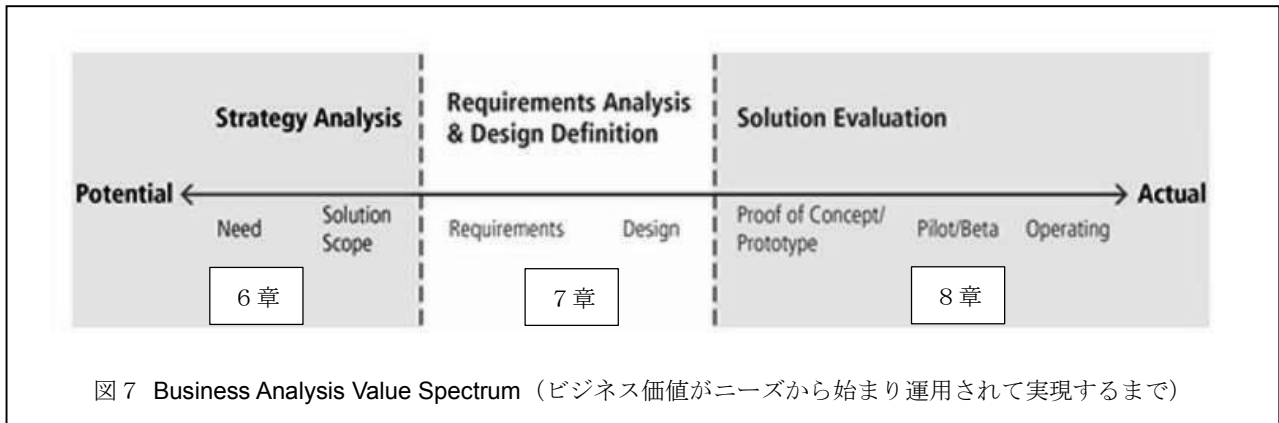 Strategy Analysis
Requirements Analysis
& Design Definition
Solution Evaluation
Potential
Actual
Need
Solution
Scope
Requirements
Design
Proof of Concept/
Prototype
Pilot/Beta
Operating
6章
7章
8章
図7 Business Analysis Value Spectrum（ビジネス価値がニーズから始まり運用されて実現するまで）